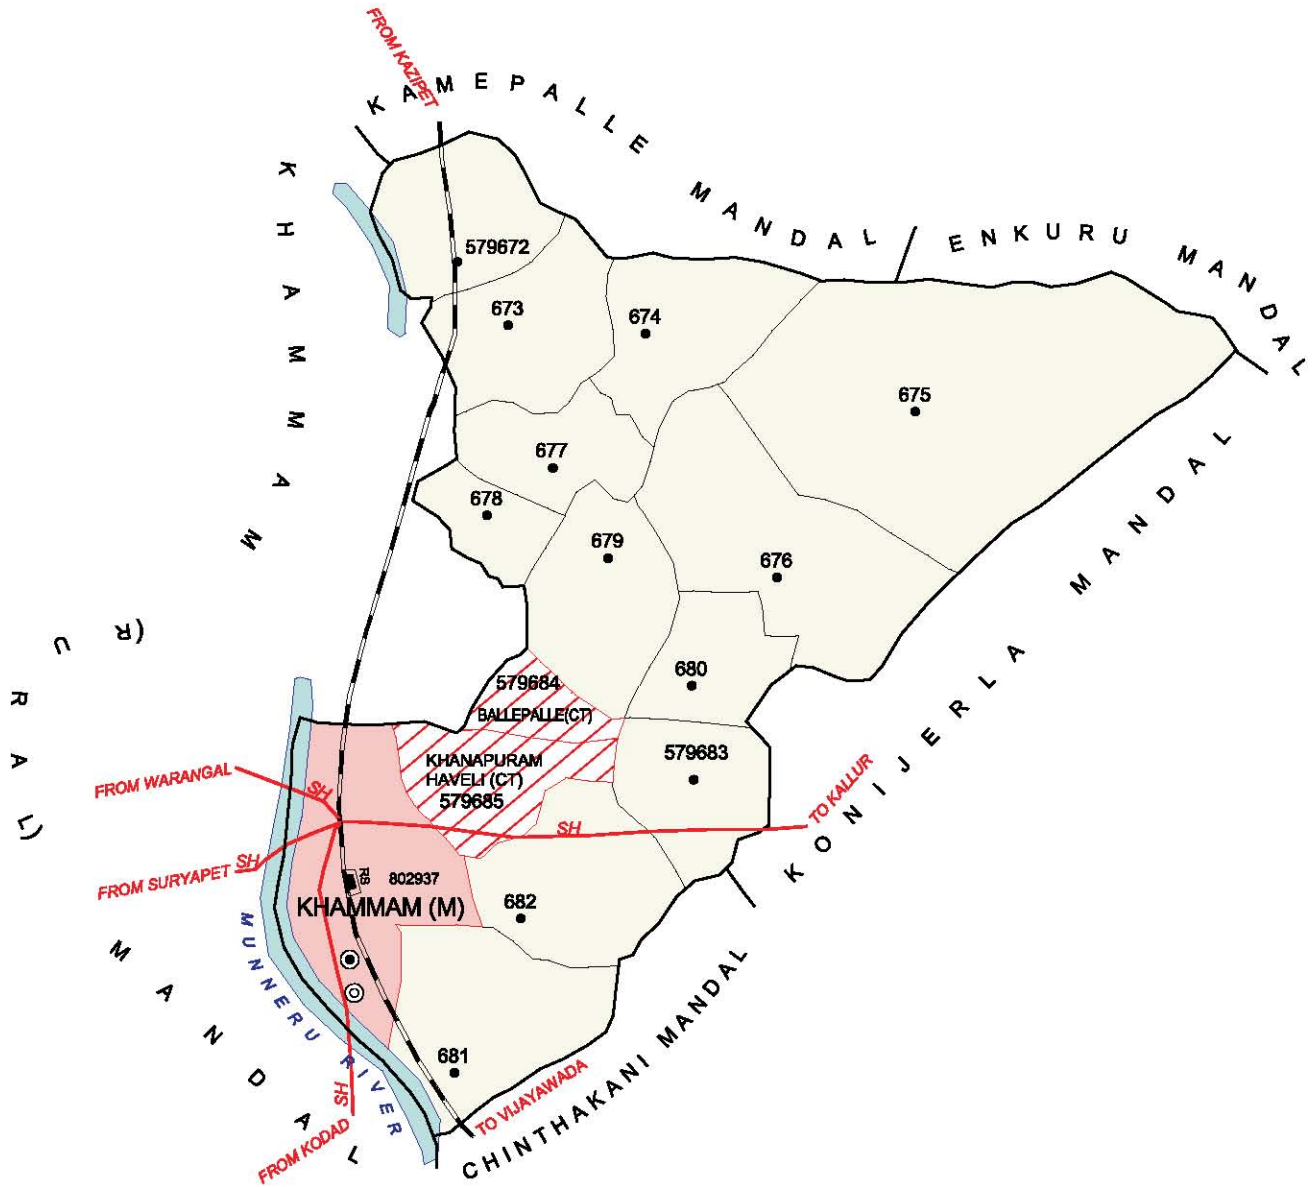 FROM KAZIPET
KAMEPALLE MANDAL
ENKURU MANDAL
KHAMMAM
(RURAL)
MANDAL
579672
673
674
675
677
678
679
676
680
579684
BALLEPALLE(CT)
KHANAPURAM
HAVELI (CT)
579685
579683
KONIJERLA MANDAL
FROM WARANGAL
SH
TO KALLUR
SH
FROM SURYAPET
SH
RS
802937
KHAMMAM (M)
682
MUNNERU RIVER
681
SH
FROM KODAD
TO VIJAYAWADA
CHINTHAKANI MANDAL